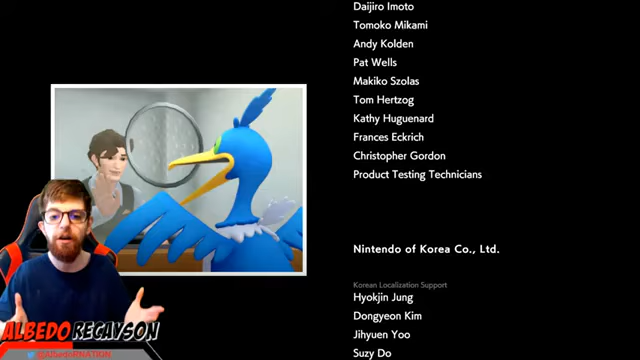 Daijiro Imoto
Tomoko Mikami
Andy Kolden
Pat Wells
Makiko Szolas
Tom Hertzog
Kathy Huguenard
Frances Eckrich
Christopher Gordon
Product Testing Technicians
Nintendo of Korea Co., Ltd.
Korean Localization Support
Hyokjin Jung
Dongyeon Kim
Jihyuen Yoo
Suzy Do
ALBEDO RECAYSON